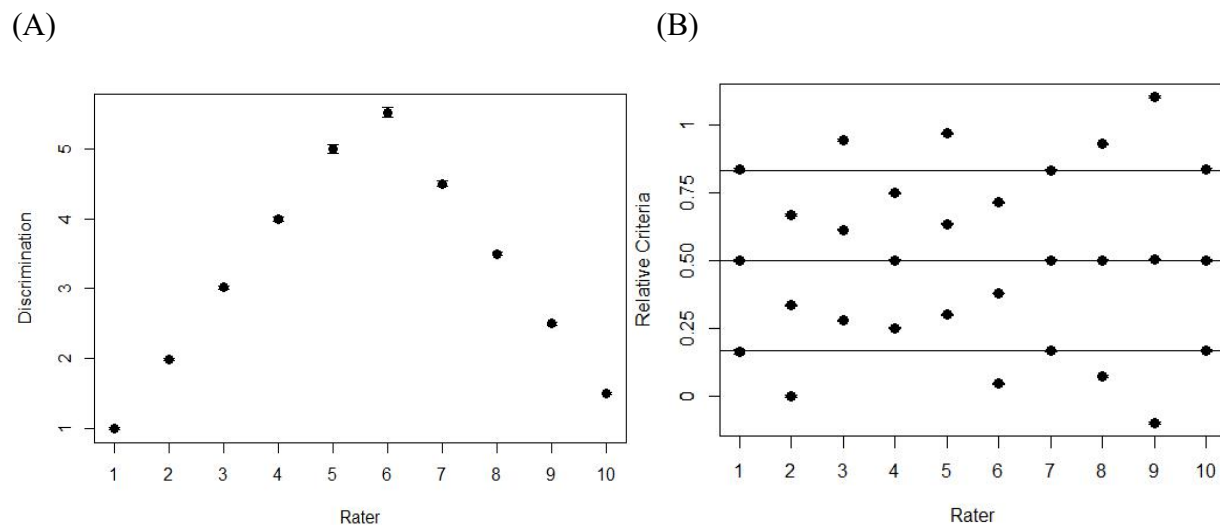 (A)
5
4
3
2
1
Discrimination
1 2 3 4 5 6 7 8 9 10
Rater
(B)
1
0.75
0.50
0.25
0
Relative Criteria
1 2 3 4 5 6 7 8 9 10
Rater